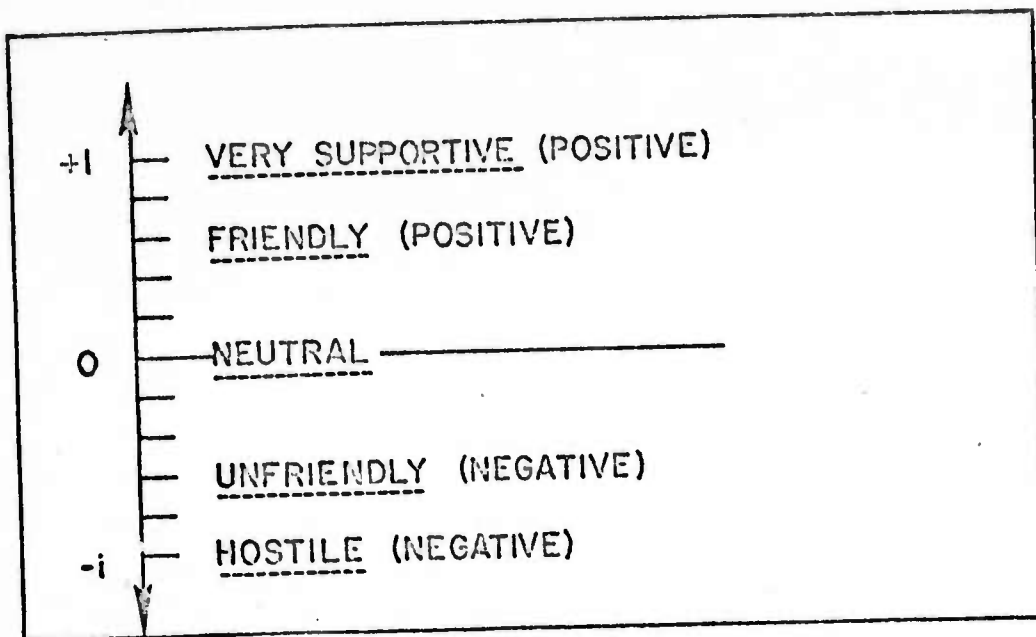 +1 VERY SUPPORTIVE (POSITIVE)
FRIENDLY (POSITIVE)
0 NEUTRAL
UNFRIENDLY (NEGATIVE)
-i HOSTILE (NEGATIVE)